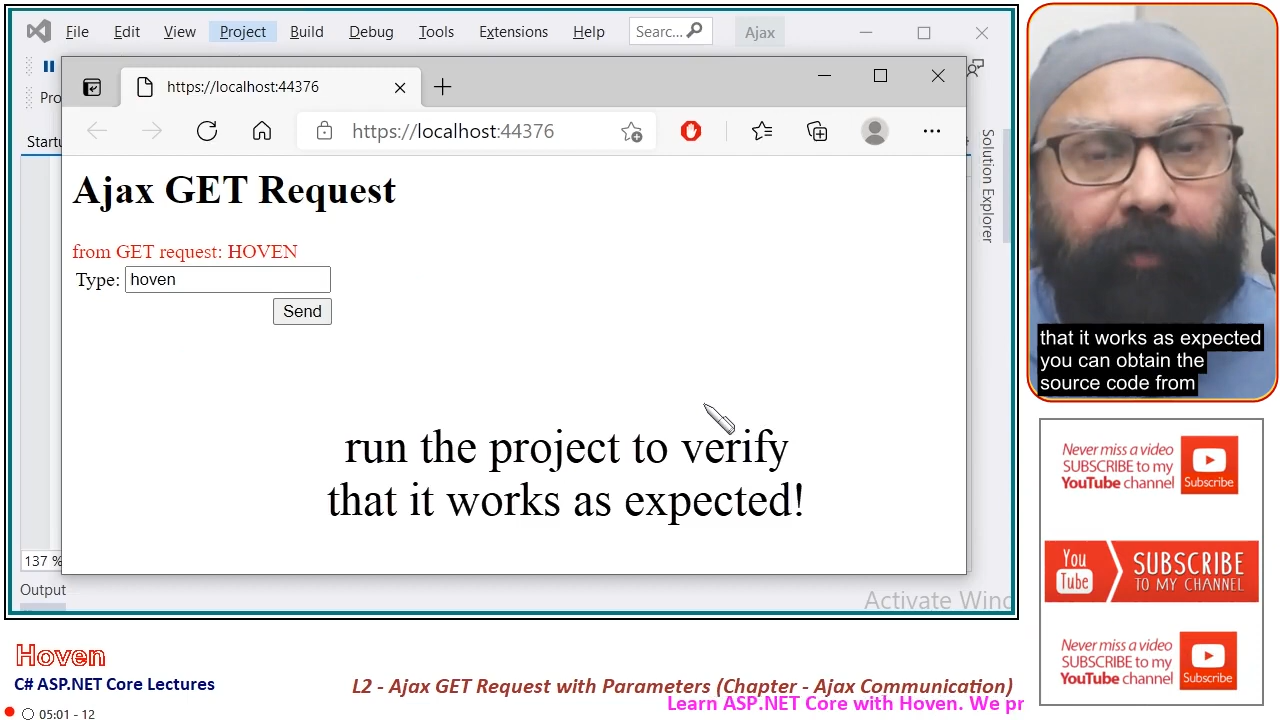 File Edit View Project Build Debug Tools Extensions Help Searc... Ajax
Pro
Startu
https://localhost:44376
https://localhost:44376
Solution Explorer
Ajax GET Request
from GET request: HOVEN
Type: hoven
Send
run the project to verify
that it works as expected!
137 %
Output
Activate Wind
that it works as expected
you can obtain the
source code from
Never miss a video
SUBSCRIBE to my
YouTube channel
Subscribe
You
Tube
SUBSCRIBE
TO MY CHANNEL
Never miss a video
SUBSCRIBE to my
YouTube channel
Subscribe
Hoven
C# ASP.NET Core Lectures
L2 - Ajax GET Request with Parameters (Chapter - Ajax Communication)
Learn ASP.NET Core with Hoven. We pr
05:01 - 12